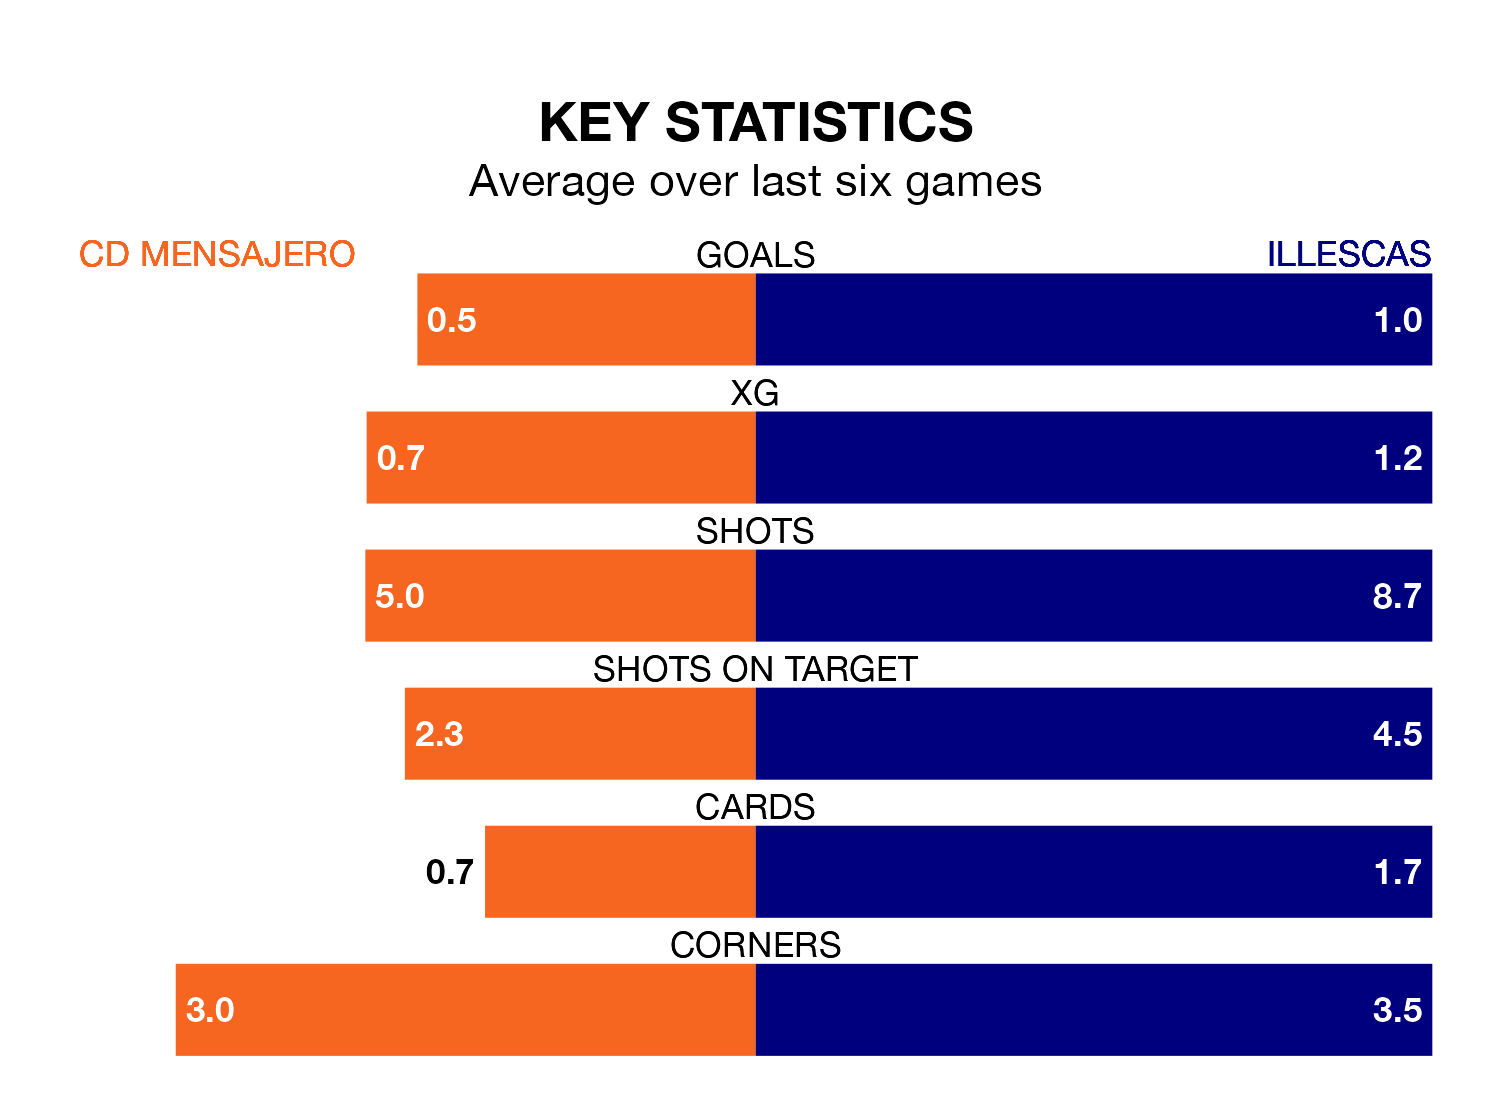 KEY STATISTICS
Average over last six games
CD MENSAJERO GOALS ILLESCAS
0.5 1.0
XG
0.7 1.2
SHOTS
5.0 8.7
SHOTS ON TARGET
2.3 4.5
CARDS
0.7 1.7
CORNERS
3.0 3.5